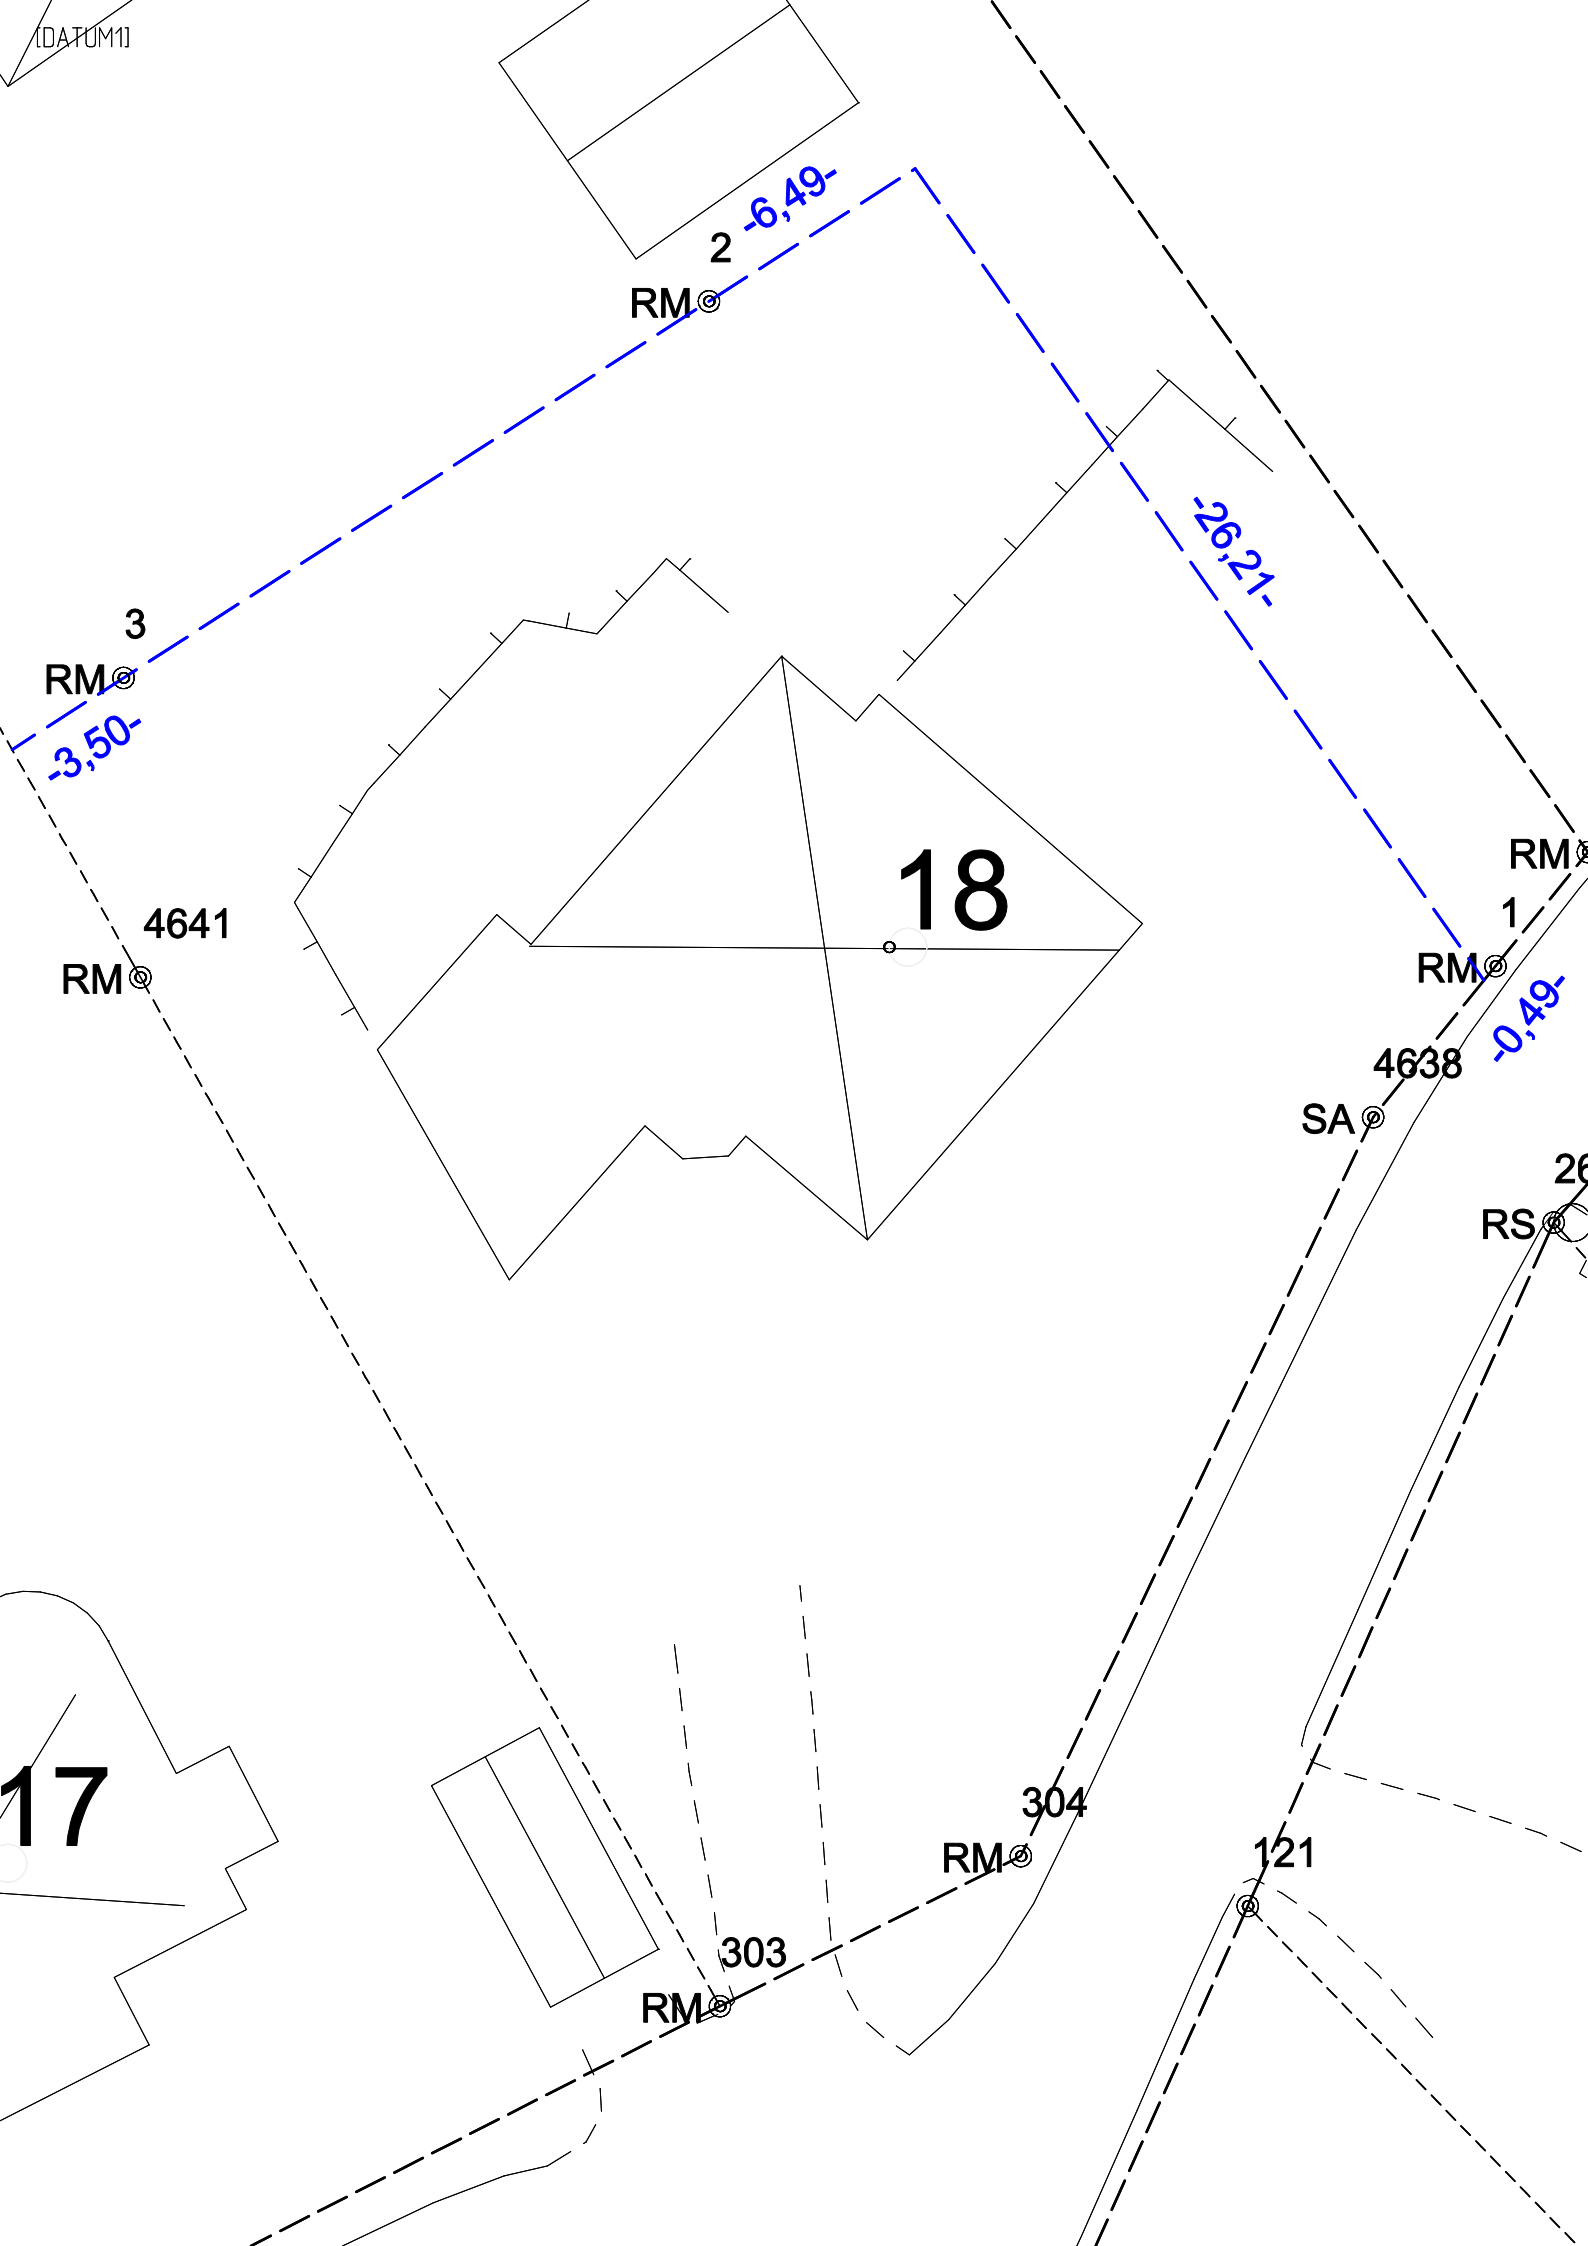 [DATUM1]
-6,49-
2
RM
-26,21-
3
RM
-3,50-
18
RM
1
4641
RM
RM
-0,49-
4638
SA
26
RS
17
304
RM
121
303
RM